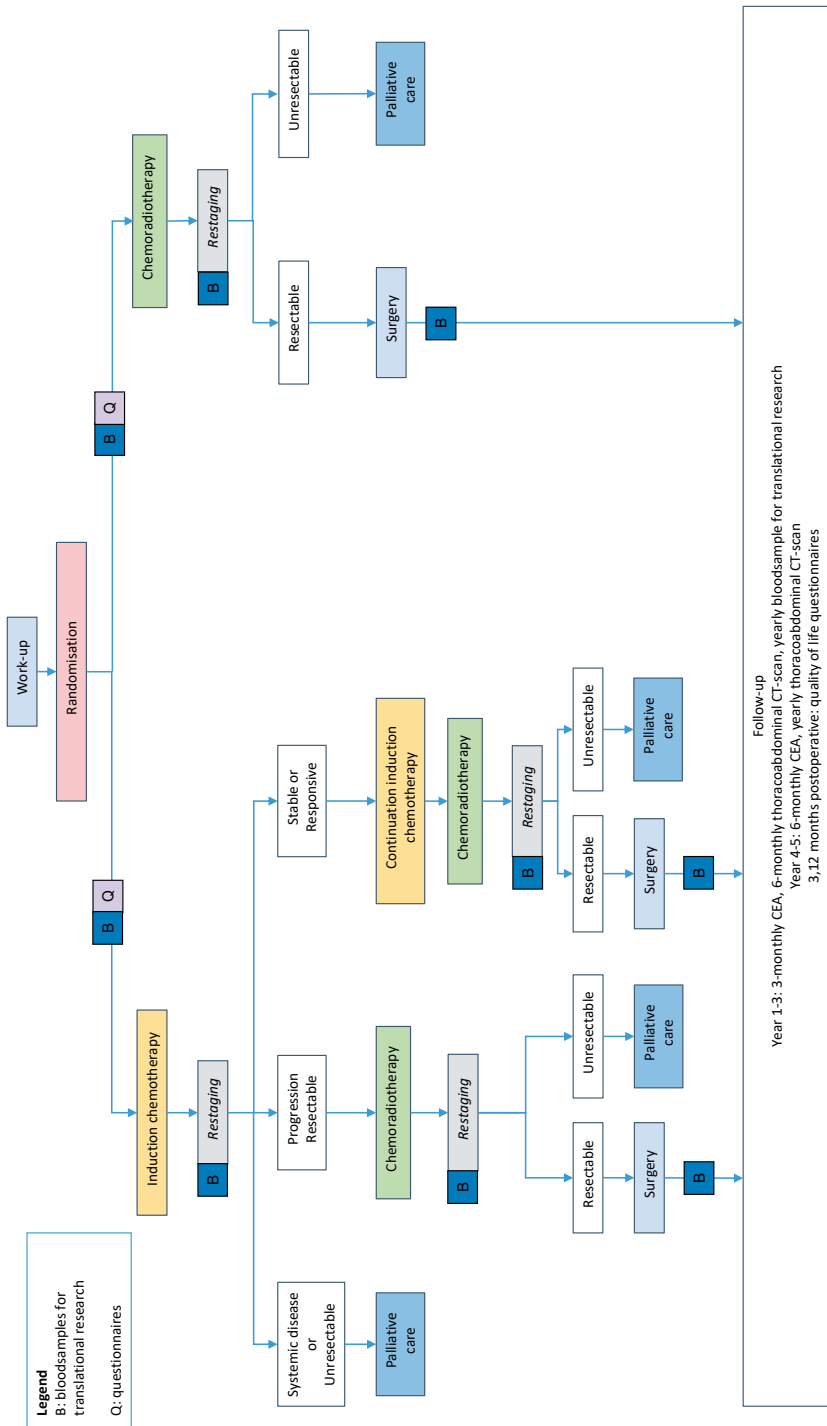 Legend
B: bloodsamples for
translational research
Q: questionnaires
Work-up
Randomisation
B
Q
B
Q
Induction chemotherapy
Chemoradiotherapy
B
Restaging
B
Restaging
Systemic disease
or
Unresectable
Progression
Resectable
Stable or
Responsive
Resectable
Unresectable
Palliative
care
Chemoradiotherapy
Continuation induction
chemotherapy
Surgery
Palliative
care
B
Restaging
Chemoradiotherapy
B
B
Restaging
Resectable
Unresectable
Resectable
Unresectable
Surgery
Palliative
care
Surgery
Palliative
care
B
B
Follow-up
Year 1-3: 3-monthly CEA, 6-monthly thoracoabdominal CT-scan, yearly bloodsample for translational research
Year 4-5: 6-monthly CEA, yearly thoracoabdominal CT-scan
3,12 months postoperative: quality of life questionnaires